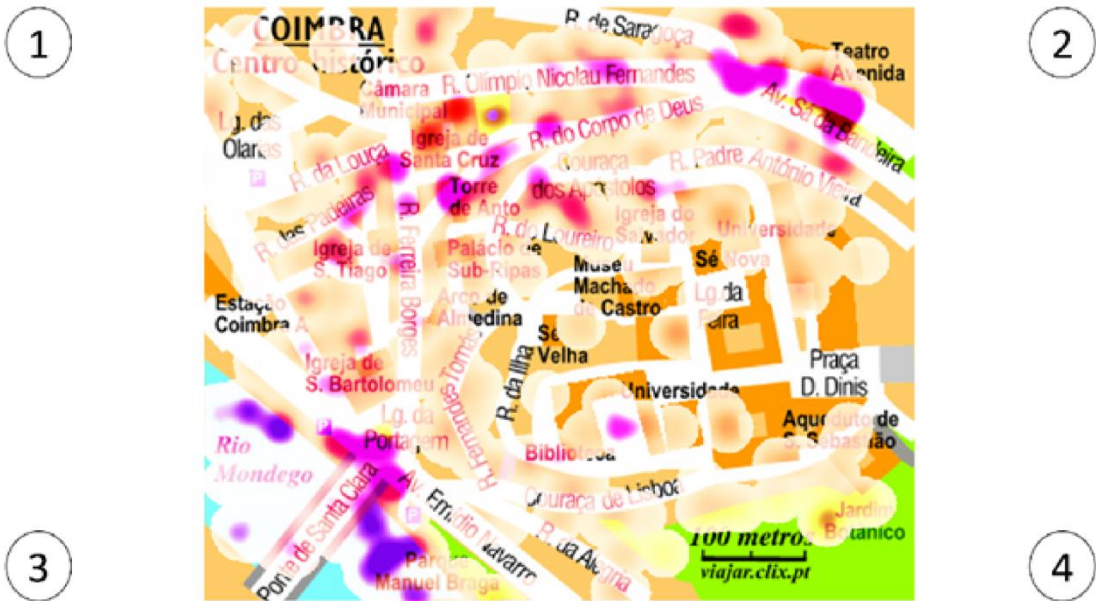 1
2
COIMBRA
Centro histórico
R. de Saragoça
Teatro
Avenida
Câmara
Municipal
R. Olímpio Nicolau Fernandes
Av. Sá da Bandeira
Lg. das
Olarias
Igreja de
Santa Cruz
R. do Corpo de Deus
R. da Louça
Couraça
dos Apóstolos
R. Padre António Vieira
Torre
de Anto
R. das Padeiras
R. Ferreira Borges
R. do Loureiro
Igreja do
Salvador
Universidade
Igreja de
S. Tiago
Palácio de
Sub-Ripas
Museu
Machado
de Castro
Sé Nova
Lg. da
Feira
Estação
Coimbra A
Arco de
Almedina
Sé
Velha
R. da Ilha
R. Fernandes Tomás
Igreja de
S. Bartolomeu
Praça
D. Dinis
Universidade
Lg. da
Portagem
Aqueduto de
S. Sebastião
Rio
Mondego
P
P
P
Biblioteca
Couraça de Lisboa
Ponte de Santa Clara
Av. Emídio Navarro
R. da Alegria
Jardim
Botânico
Parque
Manuel Braga
100 metros
viajar.clix.pt
3
4